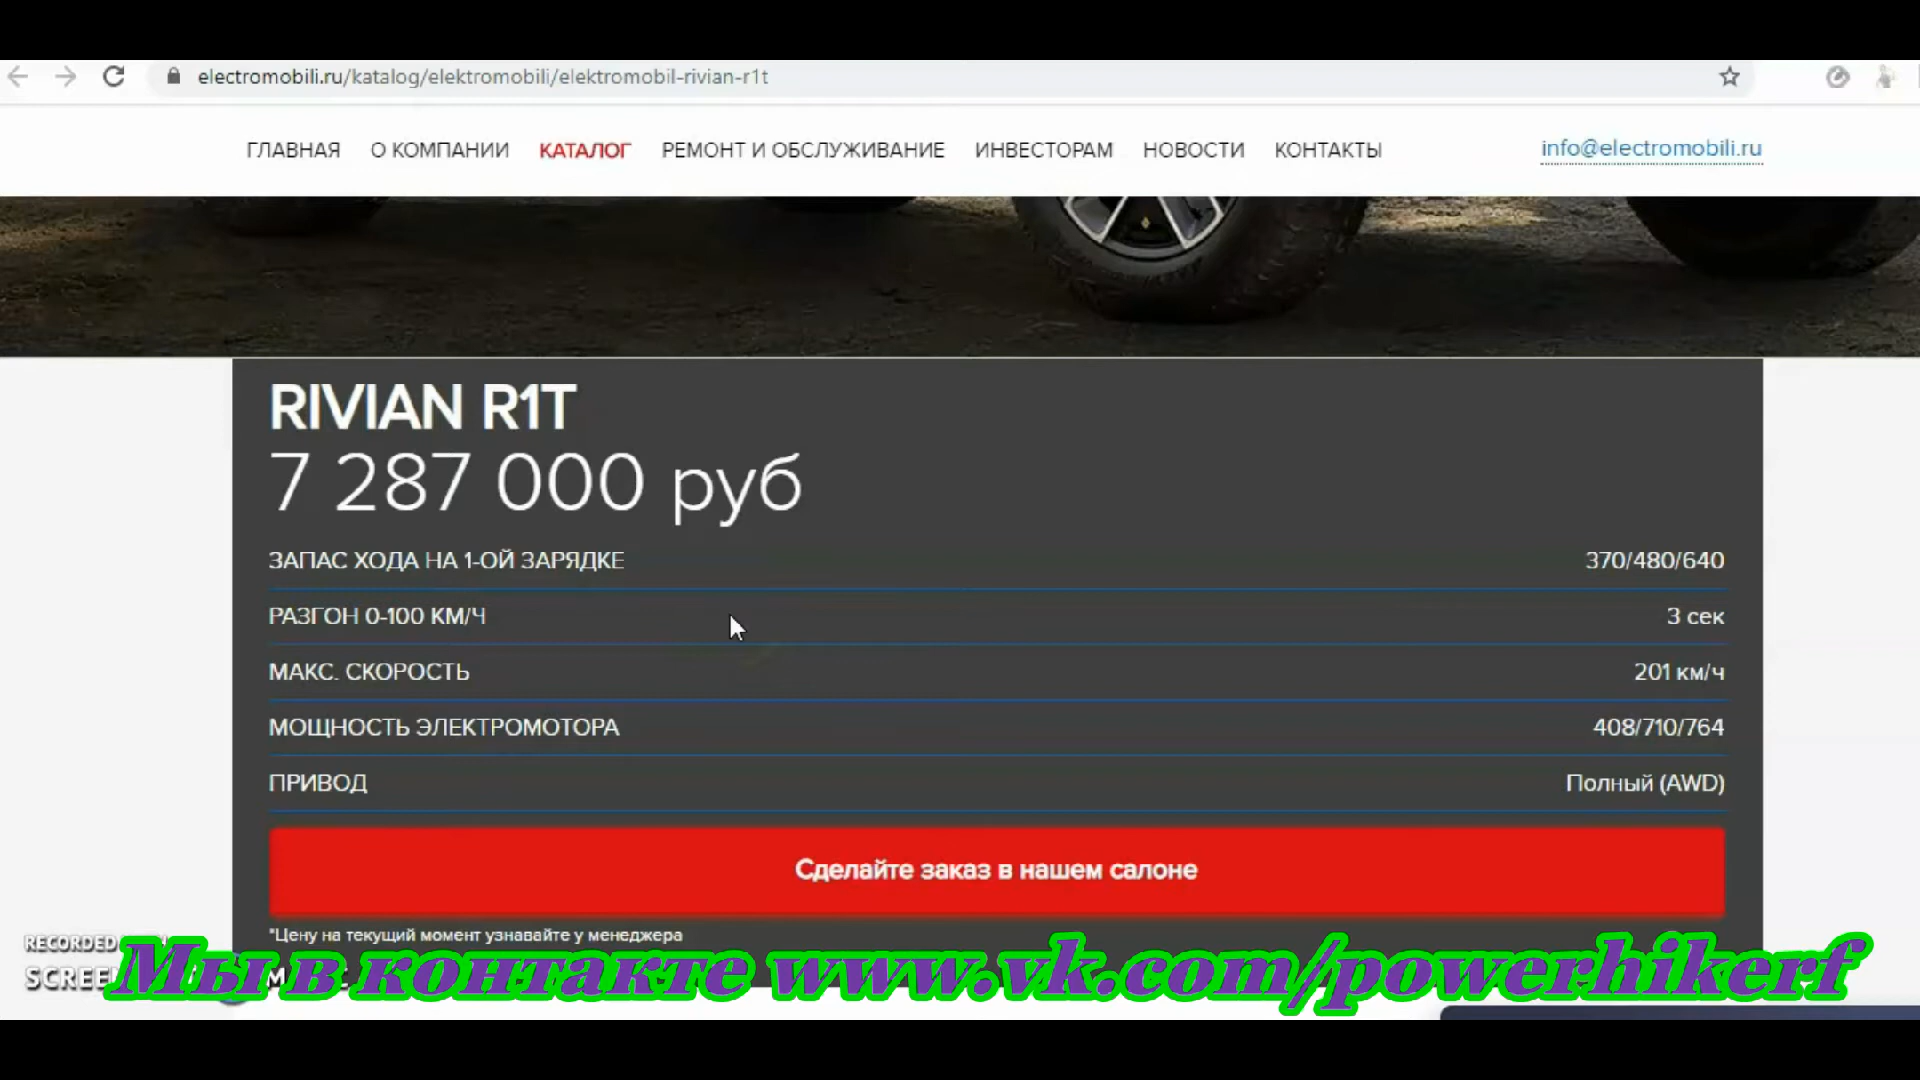 electromobili.ru/katalog/elektromobili/elektromobil-rivian-r1t
ГЛАВНАЯ О КОМПАНИИ КАТАЛОГ РЕМОНТ И ОБСЛУЖИВАНИЕ ИНВЕСТОРАМ НОВОСТИ КОНТАКТЫ info@electromobili.ru
RIVIAN R1T
7 287 000 руб
ЗАПАС ХОДА НА 1-ОЙ ЗАРЯДКЕ 370/480/640
РАЗГОН 0-100 КМ/Ч 3 сек
МАКС. СКОРОСТЬ 201 км/ч
МОЩНОСТЬ ЭЛЕКТРОМОТОРА 408/710/764
ПРИВОД Полный (AWD)
Сделайте заказ в нашем салоне
*Цену на текущий момент узнавайте у менеджера
RECORDED
Мы в контакте www.vk.com/powerhikerf